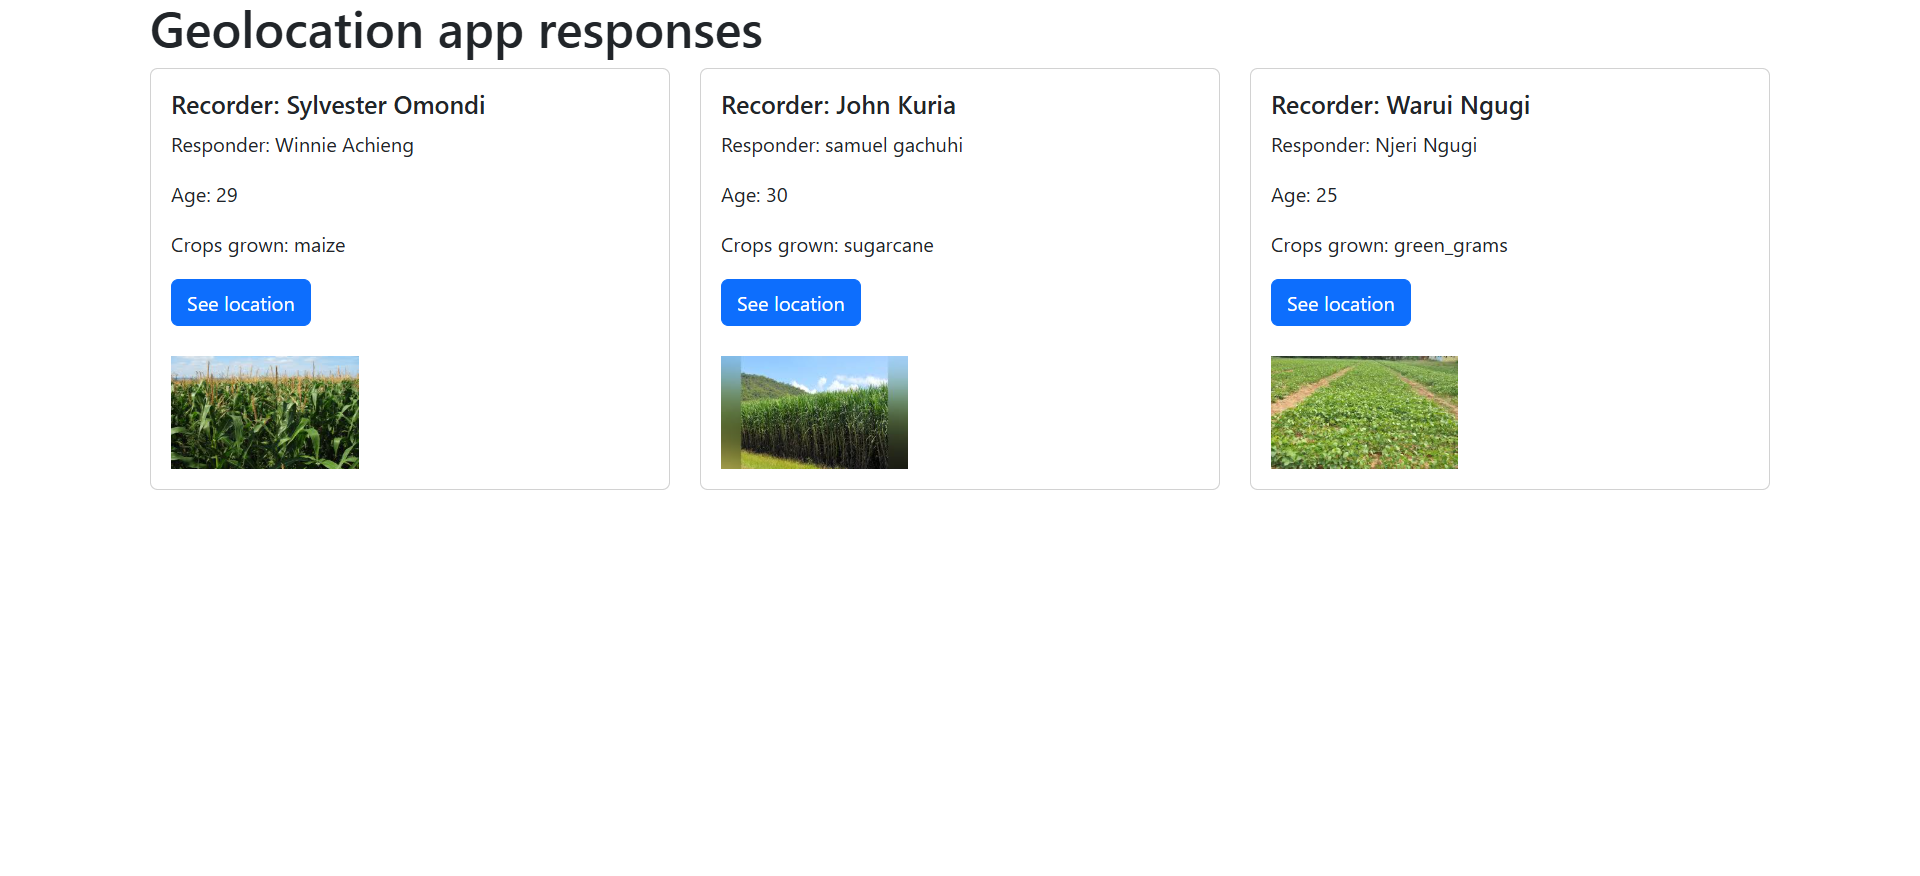 Geolocation app responses
Recorder: Sylvester Omondi
Responder: Winnie Achieng
Age: 29
Crops grown: maize
See location
Recorder: John Kuria
Responder: samuel gachuhi
Age: 30
Crops grown: sugarcane
See location
Recorder: Warui Ngugi
Responder: Njeri Ngugi
Age: 25
Crops grown: green_grams
See location